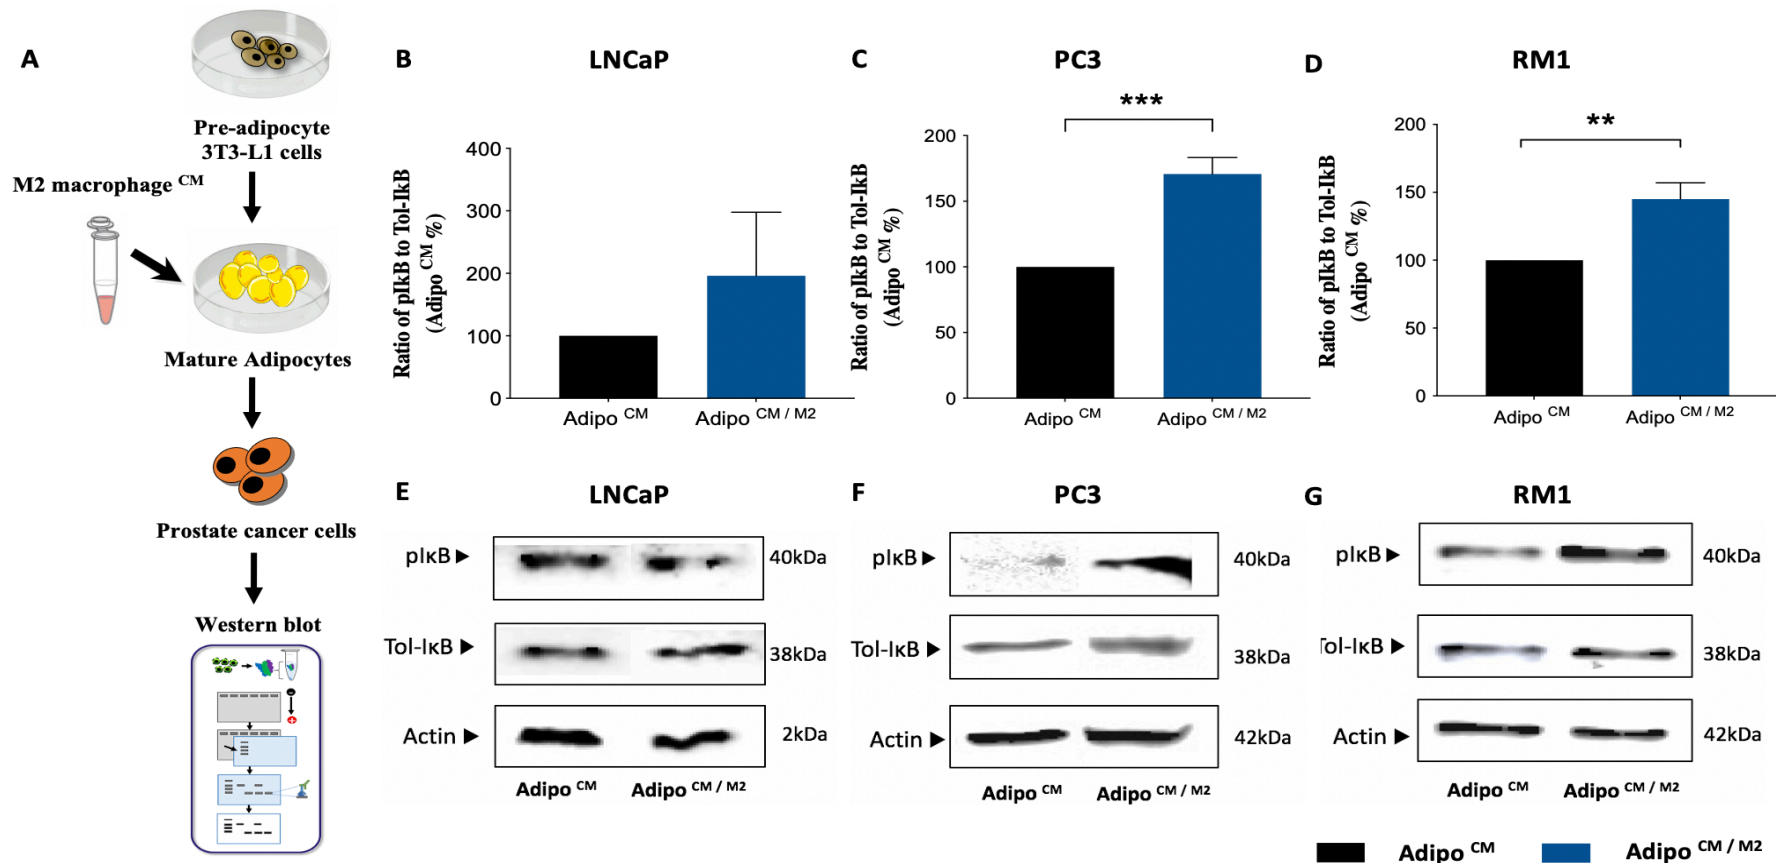 A
Pre-adipocyte
3T3-L1 cells
M2 macrophage CM
Mature Adipocytes
Prostate cancer cells
Western blot
B
LNCaP
Ratio of pIkB to Tol-IkB
(Adipo CM %)
400
300
200
100
0
Adipo CM
Adipo CM / M2
C
PC3
***
Ratio of pIkB to Tol-IkB
(Adipo CM %)
200
150
100
50
0
Adipo CM
Adipo CM / M2
D
RM1
**
Ratio of pIkB to Tol-IkB
(Adipo CM %)
200
150
100
50
0
Adipo CM
Adipo CM / M2
E
LNCaP
pIκB
40kDa
Tol-IκB
38kDa
Actin
2kDa
Adipo CM
Adipo CM / M2
F
PC3
pIκB
40kDa
Tol-IκB
38kDa
Actin
42kDa
Adipo CM
Adipo CM / M2
G
RM1
pIκB
40kDa
ol-IκB
38kDa
Actin
42kDa
Adipo CM
Adipo CM / M2
Adipo CM
Adipo CM / M2